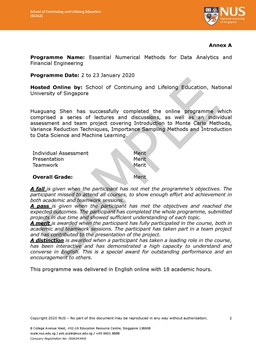 School of Continuing and Lifelong Education
(SCALE)
NUS
National University
of Singapore
Annex A
Programme Name: Essential Numerical Methods for Data Analytics and
Financial Engineering
Programme Date: 2 to 23 January 2020
Hosted Online by: School of Continuing and Lifelong Education, National
University of Singapore
Huaguang Shen has successfully completed the online programme which
comprised a series of lectures and discussions, as well as an individual
assessment and team project covering Introduction to Monte Carlo Methods,
Variance Reduction Techniques, Importance Sampling Methods and Introduction
to Data Science and Machine Learning.
SAMPLE
Individual Assessment Merit
Presentation Merit
Teamwork Merit
Overall Grade: Merit
A fail is given when the participant has not met the programme's objectives. The
participant missed to attend all courses, to show enough effort and achievement in
both academic and teamwork sessions.
A pass is given when the participant has met the objectives and reached the
expected outcomes. The participant has completed the whole programme, submitted
projects in due time and showed sufficient understanding of each topic.
A merit is awarded when the participant has fully participated in the course, both in
academic and teamwork sessions. The participant has taken part in a team project
and has contributed to the presentation of the project.
A distinction is awarded when a participant has taken a leading role in the course,
has been interactive and has demonstrated a high capacity to understand and
converse in English. This is a special award for outstanding performance and an
encouragement to others.
This programme was delivered in English online with 18 academic hours.
Copyright 2020 NUS – No part of this document may be reproduced in any way without authorisation. 2
8 College Avenue West, #02-16 Education Resource Centre, Singapore 138608
Company Registration No: 200604346E